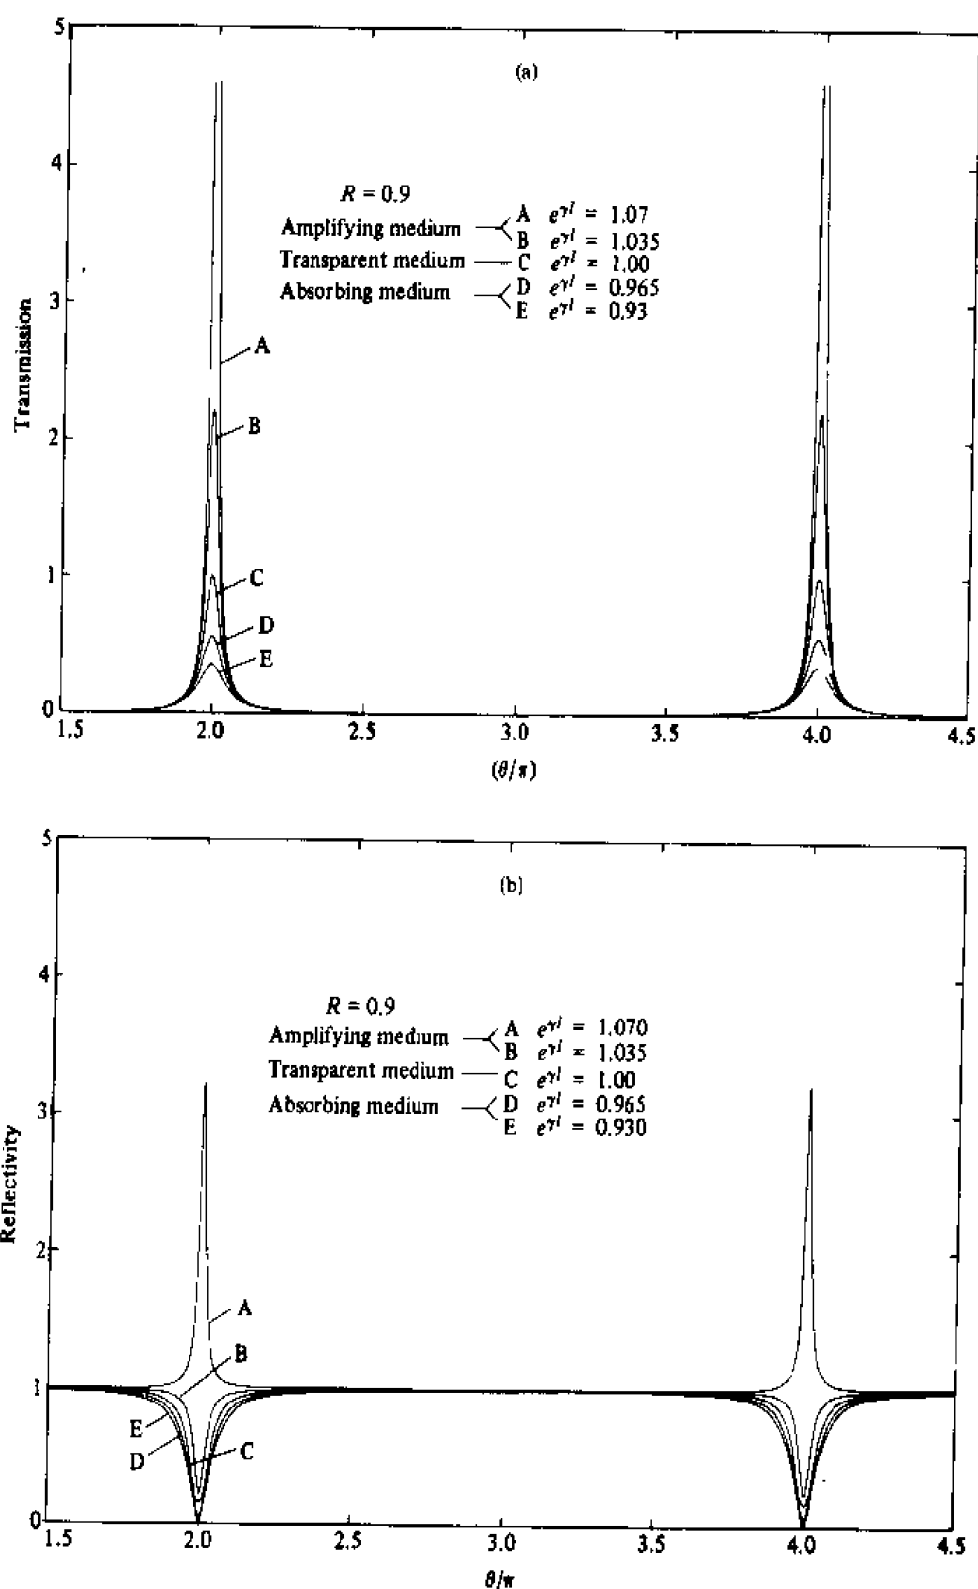 5
(a)
4
R = 0.9
Amplifying medium
A e^γl = 1.07
B e^γl = 1.035
Transparent medium C e^γl = 1.00
Absorbing medium
D e^γl = 0.965
E e^γl = 0.93
3
Transmission
A
B
2
1
C
D
E
0
1.5 2.0 2.5 3.0 3.5 4.0 4.5
(θ/π)
5
(b)
4
R = 0.9
Amplifying medium
A e^γl = 1.070
B e^γl = 1.035
Transparent medium C e^γl = 1.00
Absorbing medium
D e^γl = 0.965
E e^γl = 0.930
3
Reflectivity
2
A
B
1
E
D
C
0
1.5 2.0 2.5 3.0 3.5 4.0 4.5
θ/π